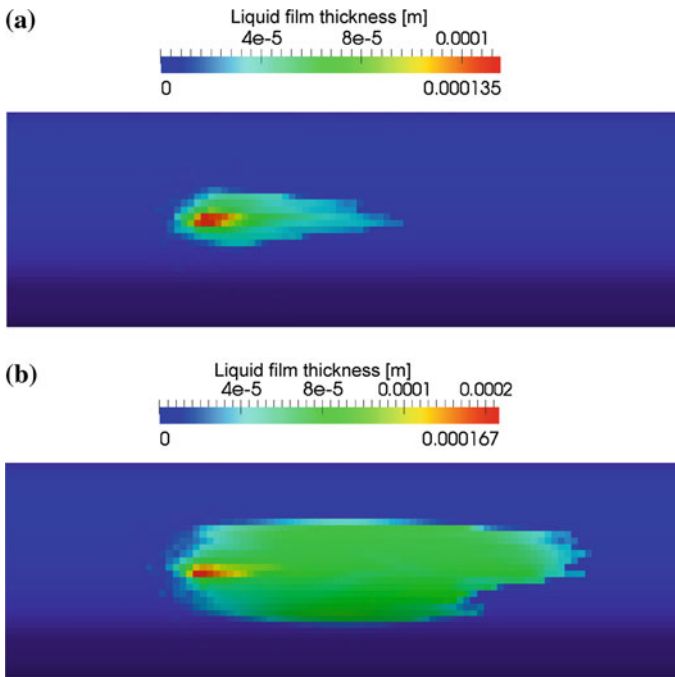 (a)
Liquid film thickness [m]
4e-5 8e-5 0.0001
0 0.000135
(b)
Liquid film thickness [m]
4e-5 8e-5 0.0001 0.0002
0 0.000167